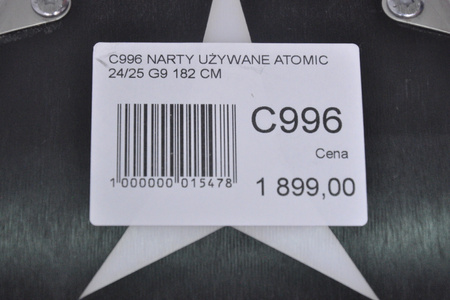 C996 NARTY UŻYWANE ATOMIC
24/25 G9 182 CM
C996
Cena
1 000000 015478
1 899,00